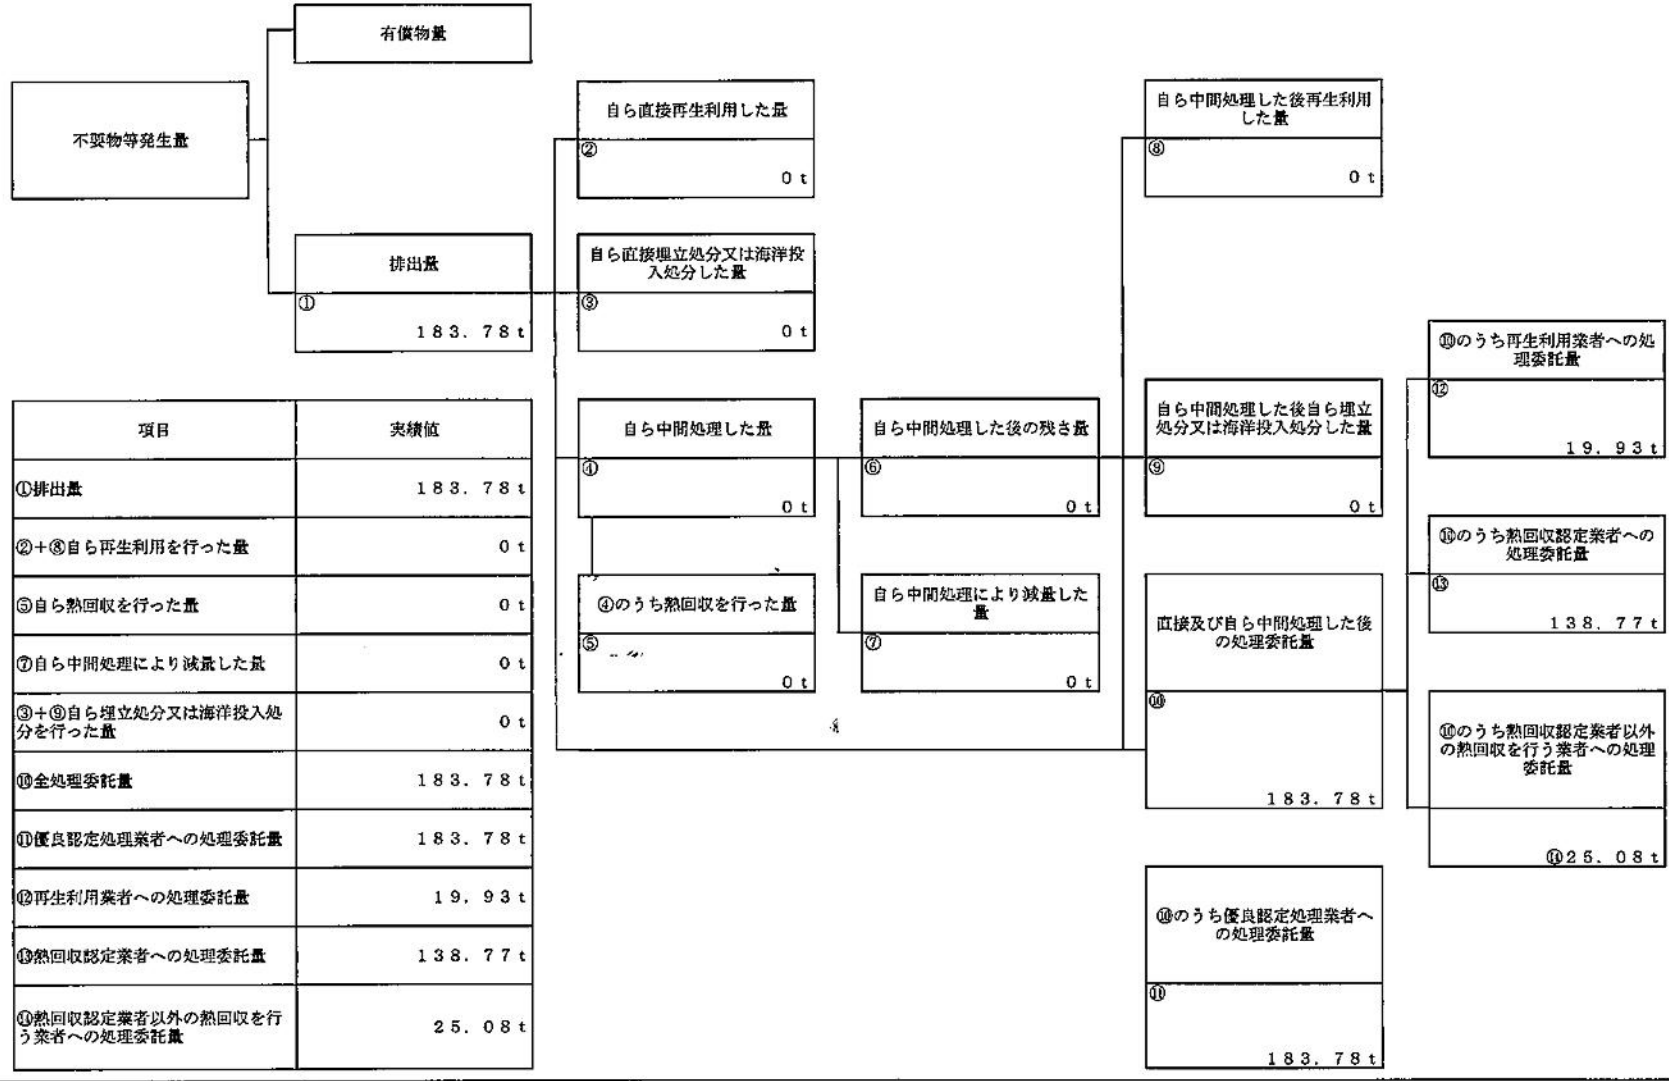 有償物量
不要物等発生量
自ら直接再生利用した量
②
0t
自ら中間処理した後再生利用
した量
⑧
0t
排出量
①
183.78t
自ら直接埋立処分又は海洋投
入処分した量
③
0t
⑩のうち再生利用業者への処
理委託量
⑫
19.93t
自ら中間処理した量
④
0t
自ら中間処理した後の残さ量
⑥
0t
自ら中間処理した後自ら埋立
処分又は海洋投入処分した量
⑨
0t
⑩のうち熱回収認定業者への
処理委託量
⑬
138.77t
④のうち熱回収を行った量
⑤
0t
自ら中間処理により減量した
量
⑦
0t
直接及び自ら中間処理した後
の処理委託量
⑩
183.78t
⑩のうち熱回収認定業者以外
の熱回収を行う業者への処理
委託量
⑭25.08t
⑩のうち優良認定処理業者へ
の処理委託量
⑪
183.78t
項目 実績値
①排出量 183.78t
②+⑧自ら再生利用を行った量 0t
⑤自ら熱回収を行った量 0t
⑦自ら中間処理により減量した量 0t
③+⑨自ら埋立処分又は海洋投入処
分を行った量 0t
⑩全処理委託量 183.78t
⑪優良認定処理業者への処理委託量 183.78t
⑫再生利用業者への処理委託量 19.93t
⑬熱回収認定業者への処理委託量 138.77t
⑭熱回収認定業者以外の熱回収を行
う業者への処理委託量 25.08t